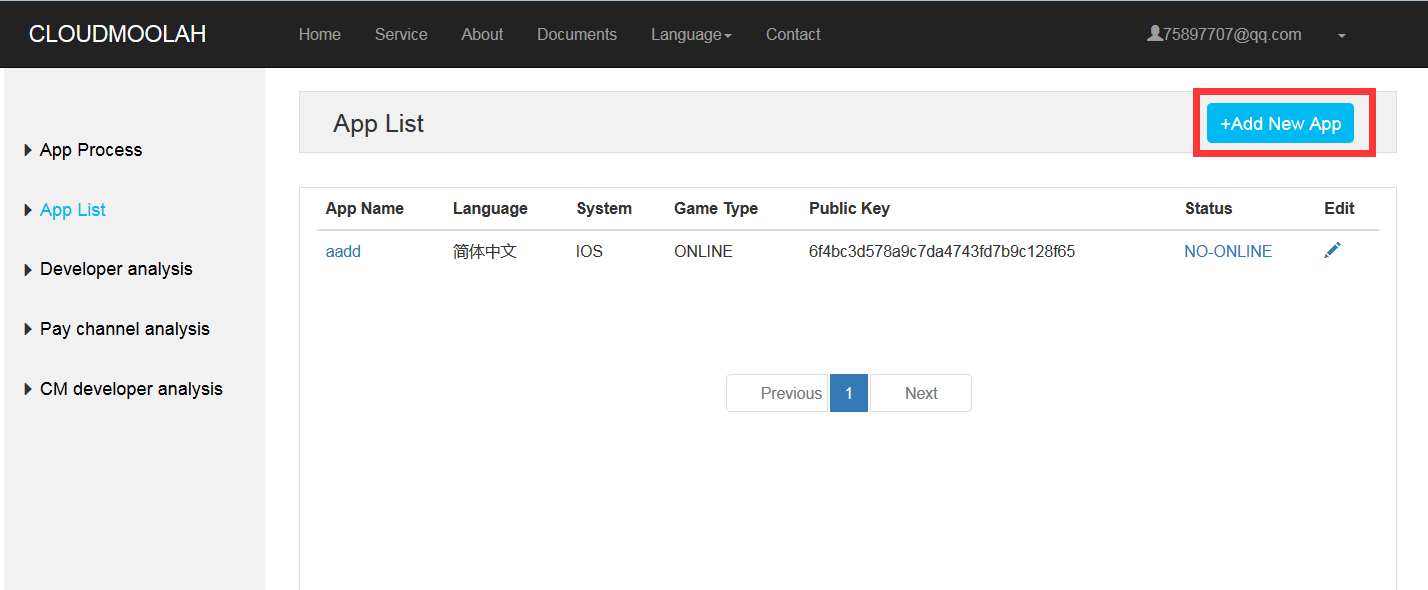 CLOUDMOOLAH Home Service About Documents Language Contact 75897707@qq.com
App List +Add New App
App Process
App List
Developer analysis
Pay channel analysis
CM developer analysis
App Name Language System Game Type Public Key Status Edit
aadd 简体中文 IOS ONLINE 6f4bc3d578a9c7da4743fd7b9c128f65 NO-ONLINE
Previous 1 Next